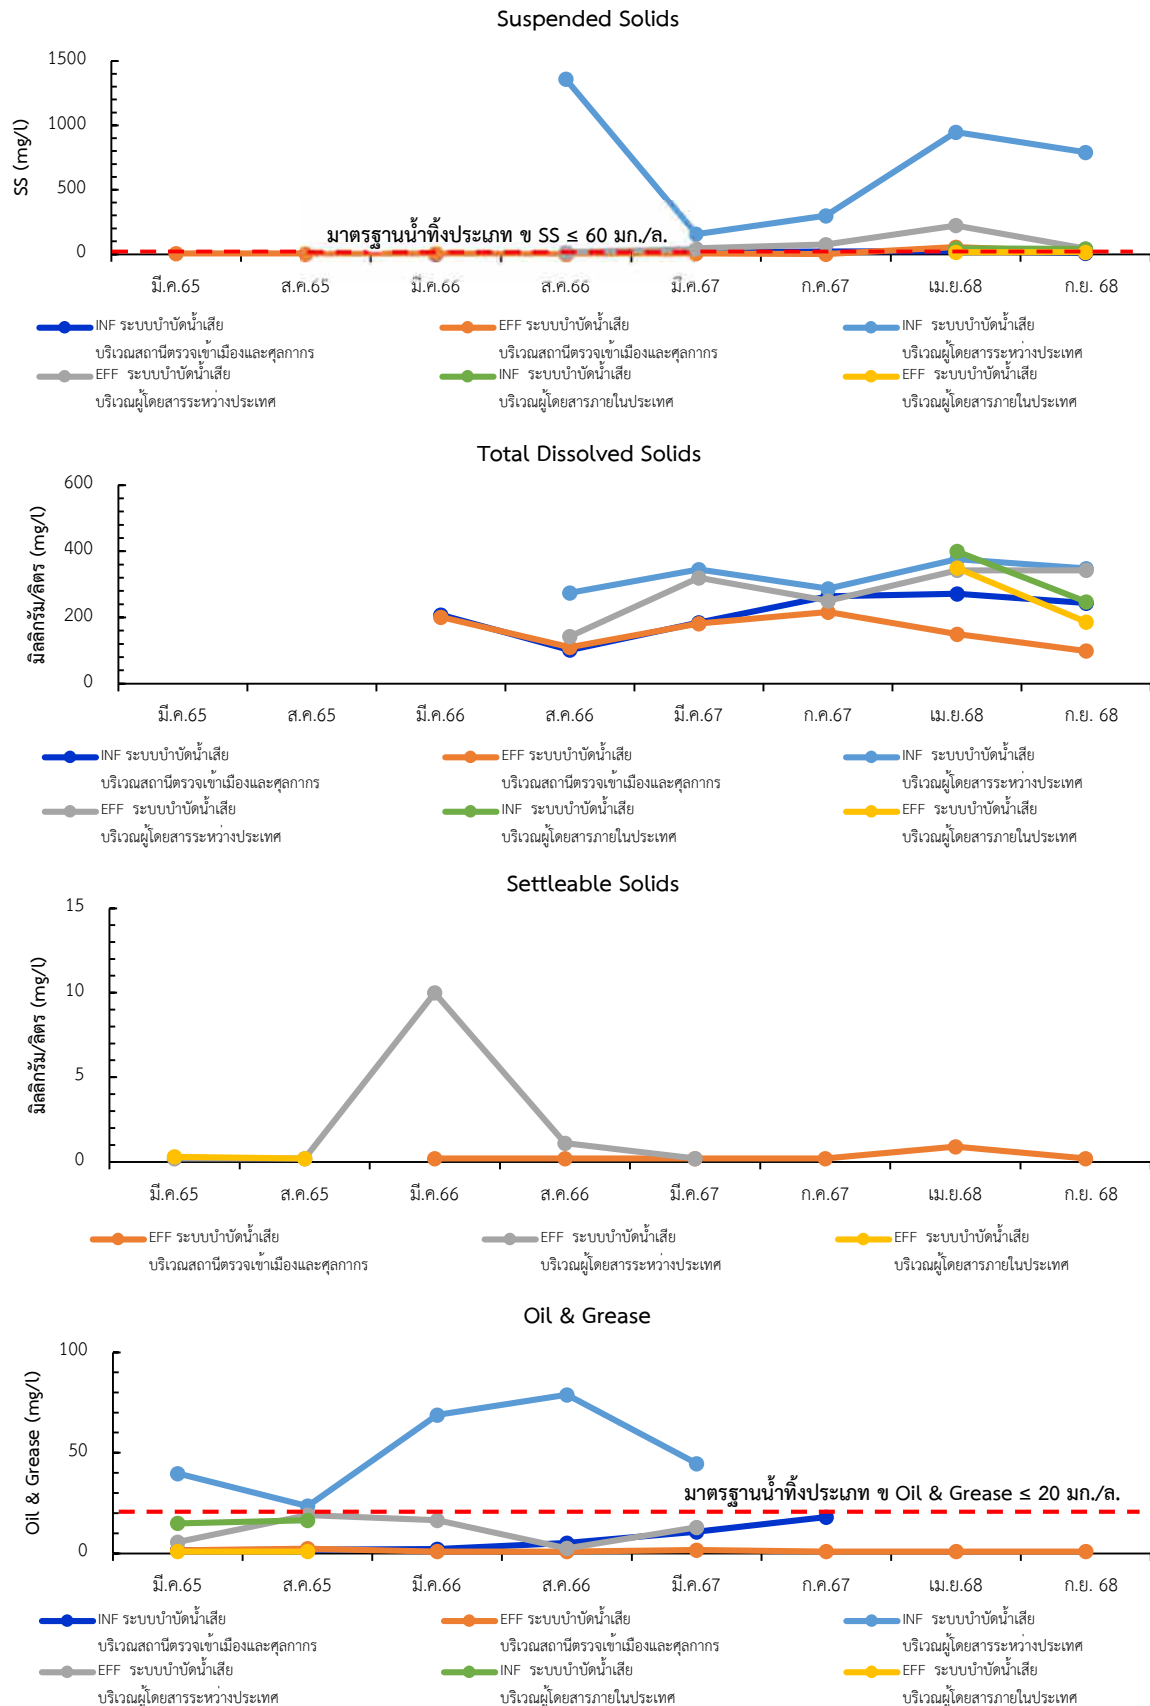 Suspended Solids
SS (mg/l)
1500
1000
500
0
มาตรฐานน้ำทิ้งประเภท ข SS ≤ 60 มก./ล.
มี.ค.65 ส.ค.65 มี.ค.66 ส.ค.66 มี.ค.67 ก.ค.67 เม.ย.68 ก.ย. 68
INF ระบบบำบัดน้ำเสีย
บริเวณสถานีตรวจเข้าเมืองและศุลกากร
EFF ระบบบำบัดน้ำเสีย
บริเวณสถานีตรวจเข้าเมืองและศุลกากร
INF ระบบบำบัดน้ำเสีย
บริเวณผู้โดยสารระหว่างประเทศ
EFF ระบบบำบัดน้ำเสีย
บริเวณผู้โดยสารระหว่างประเทศ
INF ระบบบำบัดน้ำเสีย
บริเวณผู้โดยสารภายในประเทศ
EFF ระบบบำบัดน้ำเสีย
บริเวณผู้โดยสารภายในประเทศ
Total Dissolved Solids
มิลลิกรัม/ลิตร (mg/l)
600
400
200
0
มี.ค.65 ส.ค.65 มี.ค.66 ส.ค.66 มี.ค.67 ก.ค.67 เม.ย.68 ก.ย. 68
INF ระบบบำบัดน้ำเสีย
บริเวณสถานีตรวจเข้าเมืองและศุลกากร
EFF ระบบบำบัดน้ำเสีย
บริเวณสถานีตรวจเข้าเมืองและศุลกากร
INF ระบบบำบัดน้ำเสีย
บริเวณผู้โดยสารระหว่างประเทศ
EFF ระบบบำบัดน้ำเสีย
บริเวณผู้โดยสารระหว่างประเทศ
INF ระบบบำบัดน้ำเสีย
บริเวณผู้โดยสารภายในประเทศ
EFF ระบบบำบัดน้ำเสีย
บริเวณผู้โดยสารภายในประเทศ
Settleable Solids
มิลลิกรัม/ลิตร (mg/l)
15
10
5
0
มี.ค.65 ส.ค.65 มี.ค.66 ส.ค.66 มี.ค.67 ก.ค.67 เม.ย.68 ก.ย. 68
EFF ระบบบำบัดน้ำเสีย
บริเวณสถานีตรวจเข้าเมืองและศุลกากร
EFF ระบบบำบัดน้ำเสีย
บริเวณผู้โดยสารระหว่างประเทศ
EFF ระบบบำบัดน้ำเสีย
บริเวณผู้โดยสารภายในประเทศ
Oil & Grease
Oil & Grease (mg/l)
100
50
0
มาตรฐานน้ำทิ้งประเภท ข Oil & Grease ≤ 20 มก./ล.
มี.ค.65 ส.ค.65 มี.ค.66 ส.ค.66 มี.ค.67 ก.ค.67 เม.ย.68 ก.ย. 68
INF ระบบบำบัดน้ำเสีย
บริเวณสถานีตรวจเข้าเมืองและศุลกากร
EFF ระบบบำบัดน้ำเสีย
บริเวณสถานีตรวจเข้าเมืองและศุลกากร
INF ระบบบำบัดน้ำเสีย
บริเวณผู้โดยสารระหว่างประเทศ
EFF ระบบบำบัดน้ำเสีย
บริเวณผู้โดยสารระหว่างประเทศ
INF ระบบบำบัดน้ำเสีย
บริเวณผู้โดยสารภายในประเทศ
EFF ระบบบำบัดน้ำเสีย
บริเวณผู้โดยสารภายในประเทศ